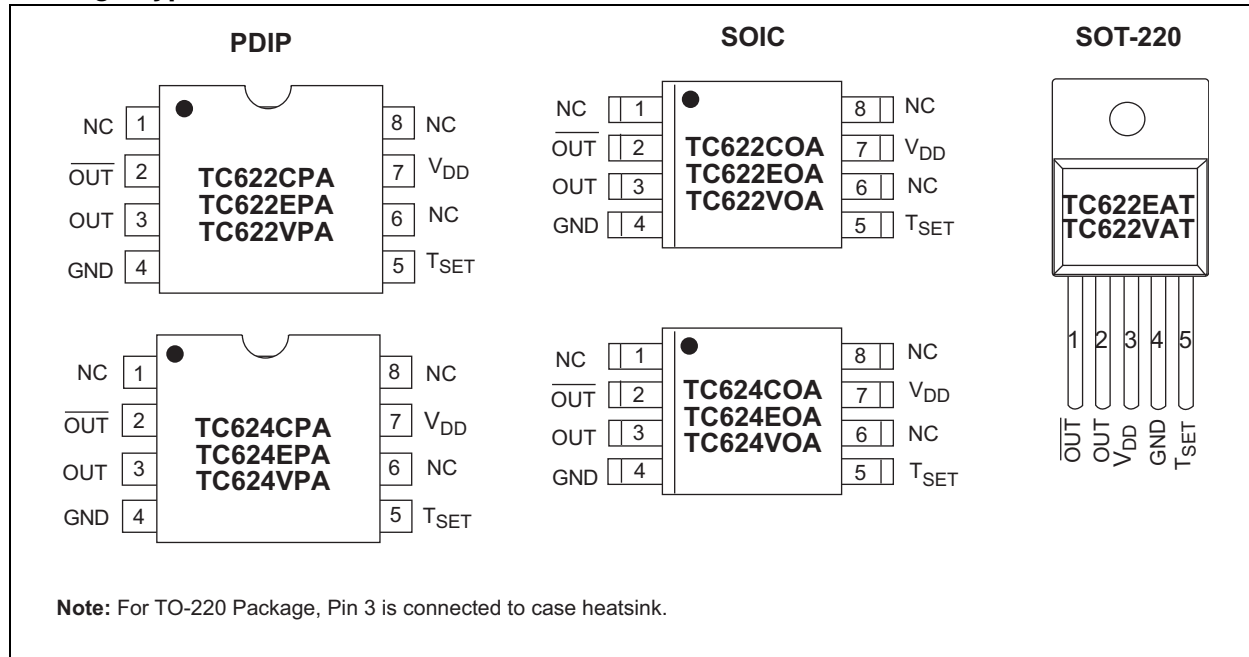 PDIP
NC 1
OUT 2
OUT 3
GND 4
8 NC
7 VDD
6 NC
5 TSET
TC622CPA
TC622EPA
TC622VPA
NC 1
OUT 2
OUT 3
GND 4
8 NC
7 VDD
6 NC
5 TSET
TC624CPA
TC624EPA
TC624VPA
SOIC
NC 1
OUT 2
OUT 3
GND 4
8 NC
7 VDD
6 NC
5 TSET
TC622COA
TC622EOA
TC622VOA
NC 1
OUT 2
OUT 3
GND 4
8 NC
7 VDD
6 NC
5 TSET
TC624COA
TC624EOA
TC624VOA
SOT-220
TC622EAT
TC622VAT
1 2 3 4 5
OUT
OUT
VDD
GND
TSET
Note: For TO-220 Package, Pin 3 is connected to case heatsink.